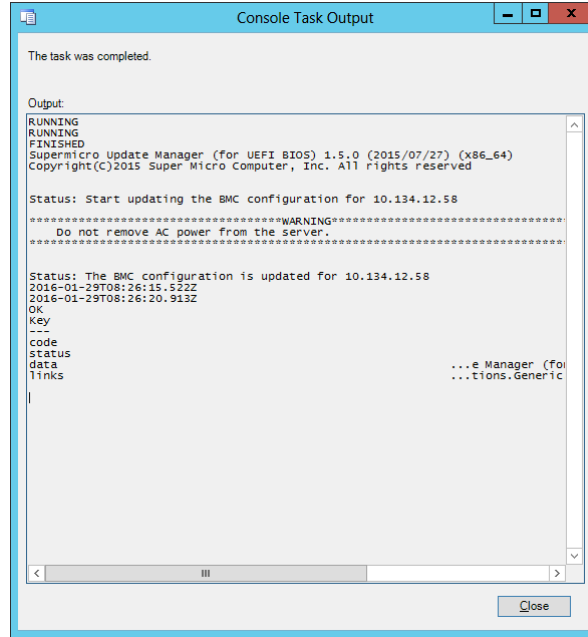 Console Task Output
The task was completed.
Output:
RUNNING
RUNNING
FINISHED
Supermicro Update Manager (for UEFI BIOS) 1.5.0 (2015/07/27) (x86_64)
Copyright(C)2015 Super Micro Computer, Inc. All rights reserved
Status: Start updating the BMC configuration for 10.134.12.58
************************************WARNING*********************************
Do not remove AC power from the server.
****************************************************************************
Status: The BMC configuration is updated for 10.134.12.58
2016-01-29T08:26:15.522Z
2016-01-29T08:26:20.913Z
OK
Key
---
code
status
data ...e Manager (for
links ...tions.Generic
Close